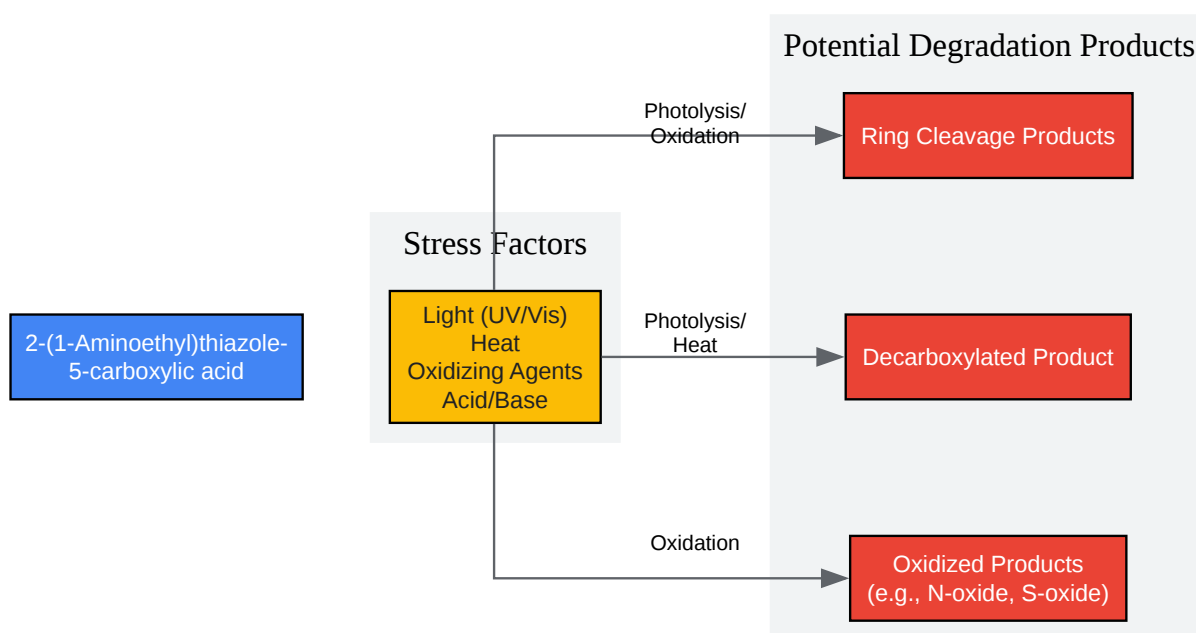 Potential Degradation Products
Photolysis/
Oxidation
Ring Cleavage Products
Stress Factors
2-(1-Aminoethyl)thiazole-
5-carboxylic acid
Light (UV/Vis)
Heat
Oxidizing Agents
Acid/Base
Photolysis/
Heat
Decarboxylated Product
Oxidation
Oxidized Products
(e.g., N-oxide, S-oxide)